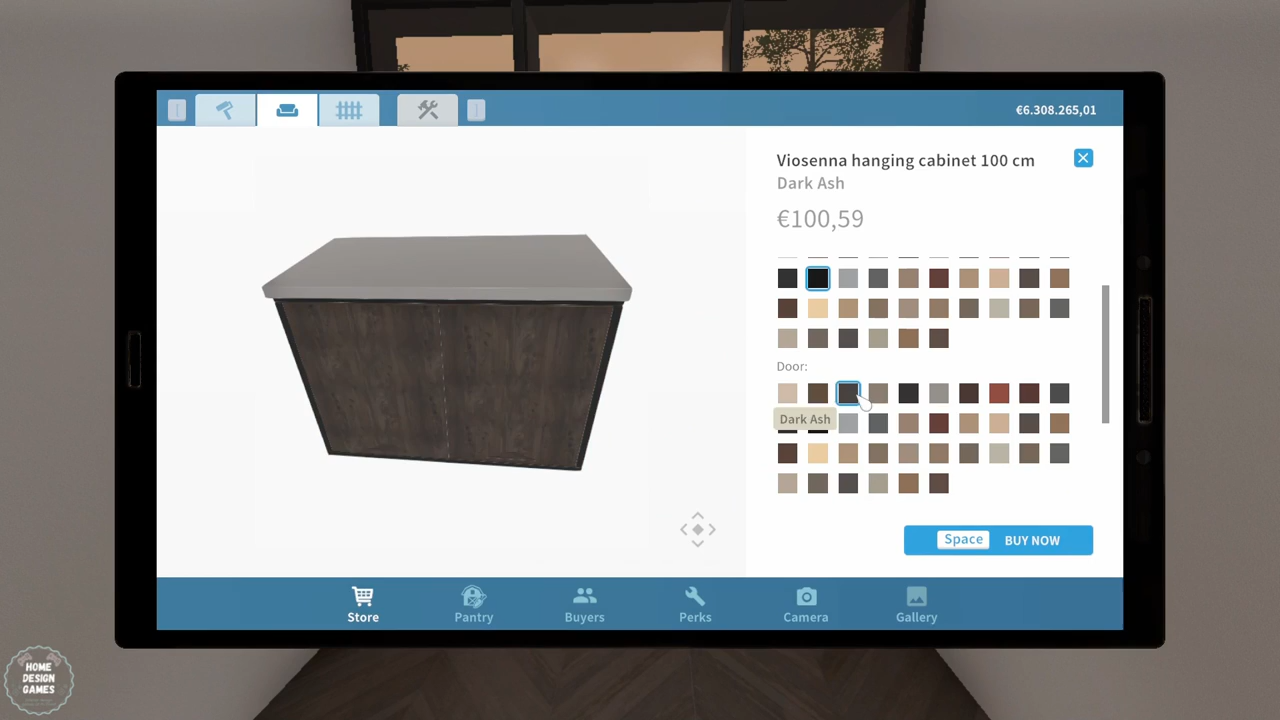 €6.308.265,01
Viosenna hanging cabinet 100 cm
Dark Ash
€100,59
Door:
Dark Ash
Space BUY NOW
Store Pantry Buyers Perks Camera Gallery
HOME
DESIGN
GAMES